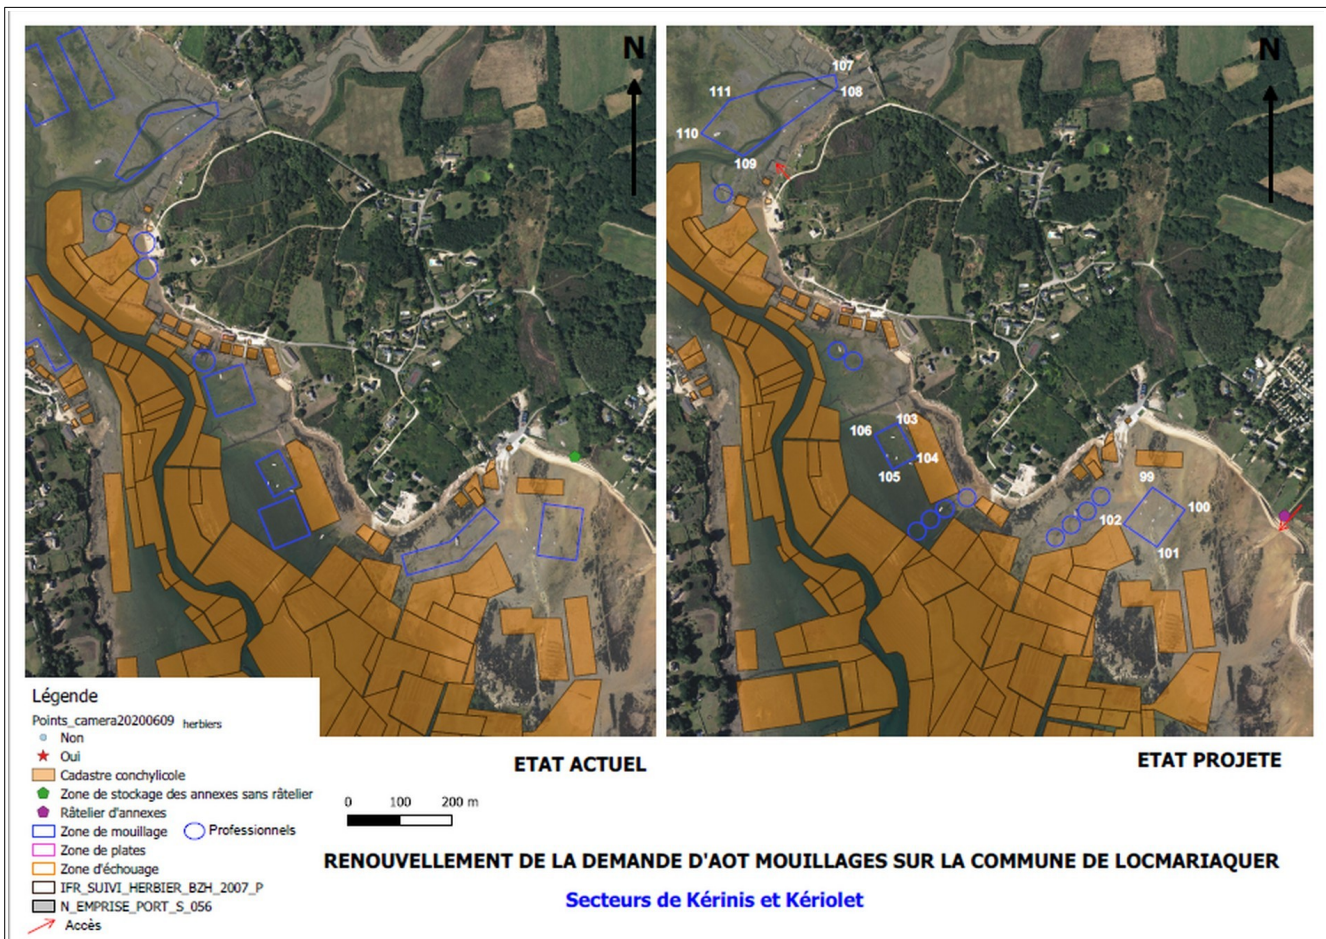 N
N
107
108
111
110
109
103
106
104
105
99
100
102
101
Légende
Points_camera20200609 herbiers
Non
Oui
Cadastre conchylicole
Zone de stockage des annexes sans râtelier
Râtelier d'annexes
Zone de mouillage Professionnels
Zone de plates
Zone d'échouage
IFR_SUIVI_HERBIER_BZH_2007_P
N_EMPRISE_PORT_S_056
Accès
ETAT ACTUEL
ETAT PROJETE
0 100 200 m
RENOUVELLEMENT DE LA DEMANDE D'AOT MOUILLAGES SUR LA COMMUNE DE LOCMARIAQUER
Secteurs de Kérinis et Kériolet